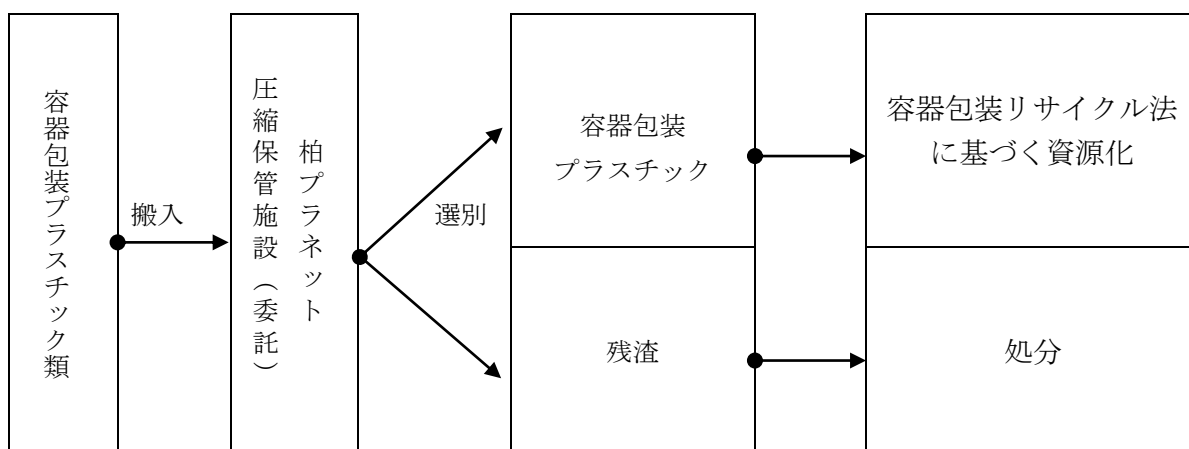 容器包装プラスチック類
搬入
柏プラネット
圧縮保管施設（委託）
選別
容器包装
プラスチック
容器包装リサイクル法
に基づく資源化
残渣
処分